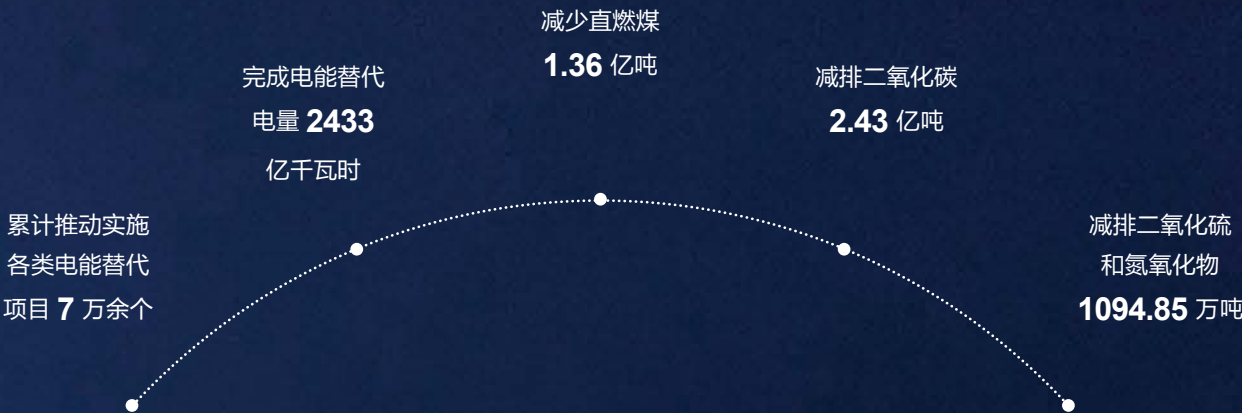 累计推动实施
各类电能替代
项目 7 万余个
完成电能替代
电量 2433
亿千瓦时
减少直燃煤
1.36 亿吨
减排二氧化碳
2.43 亿吨
减排二氧化硫
和氮氧化物
1094.85 万吨